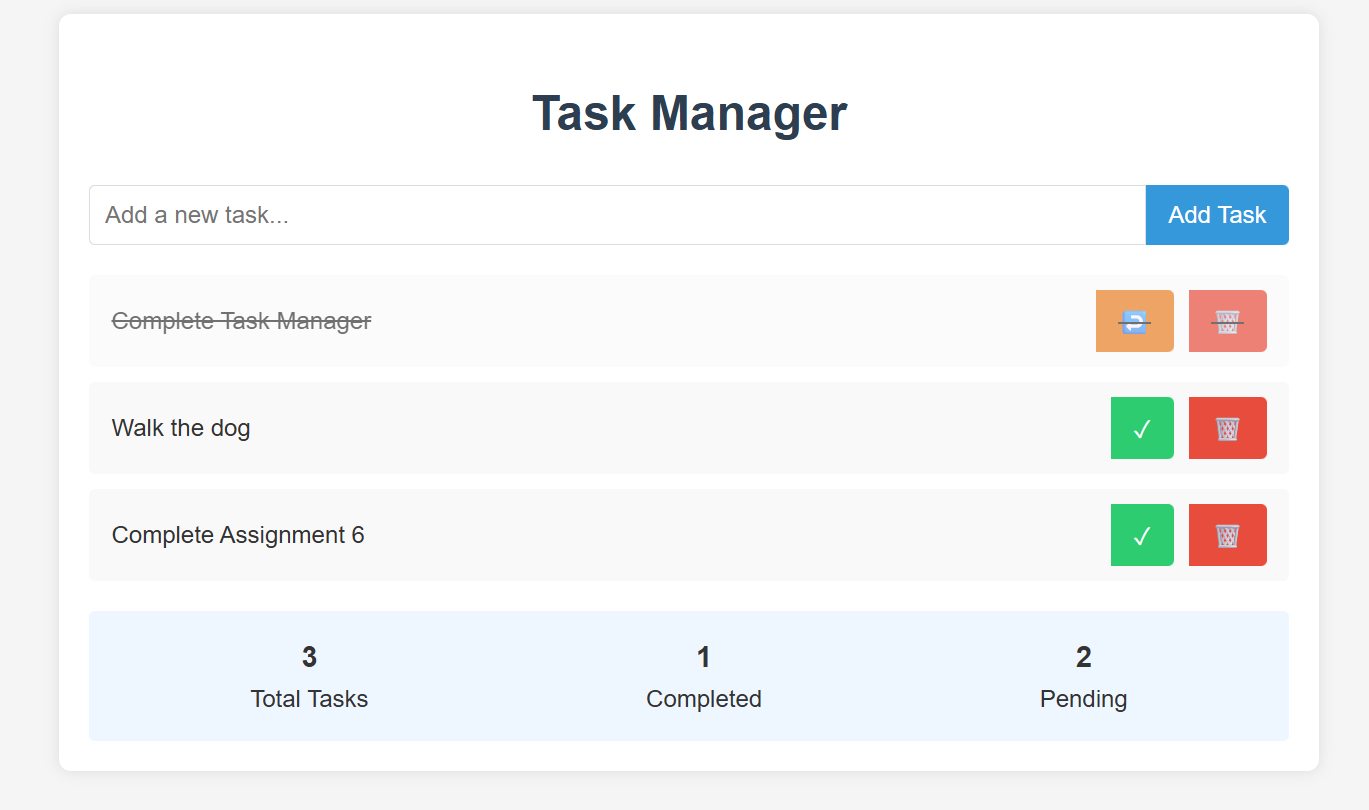 Task Manager
Add a new task...
Add Task
Complete Task Manager
Walk the dog
✓
Complete Assignment 6
✓
3
1
2
Total Tasks
Completed
Pending